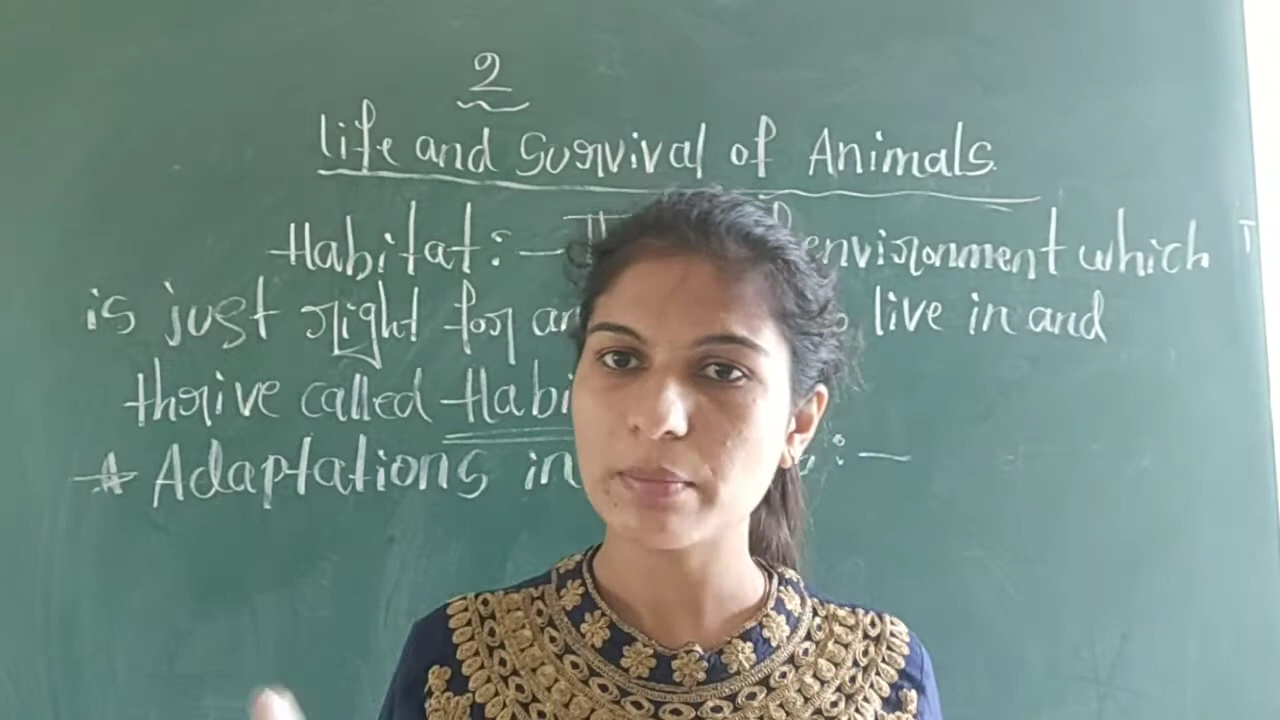 2
Life and Survival of Animals
Habitat:- environment which
is just right for live in and
thrive called
* Adaptations in :-